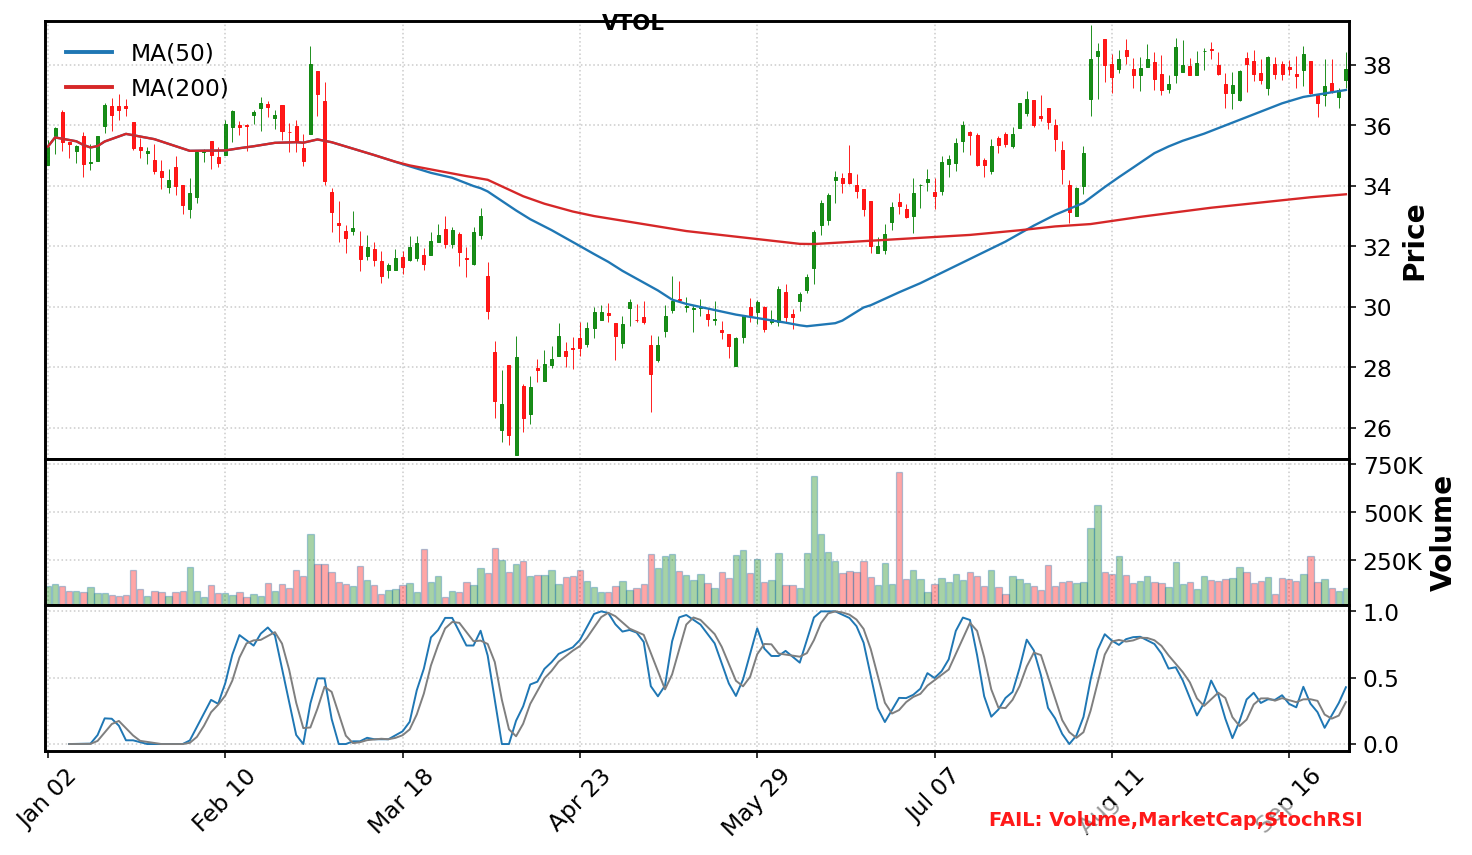 VTOL
MA(50)
MA(200)
38
36
34
32
30
28
26
Price
750K
500K
250K
Volume
1.0
0.5
0.0
Jan 02
Feb 10
Mar 18
Apr 23
May 29
Jul 07
Aug 11
Sep 16
FAIL: Volume,MarketCap,StochRSI